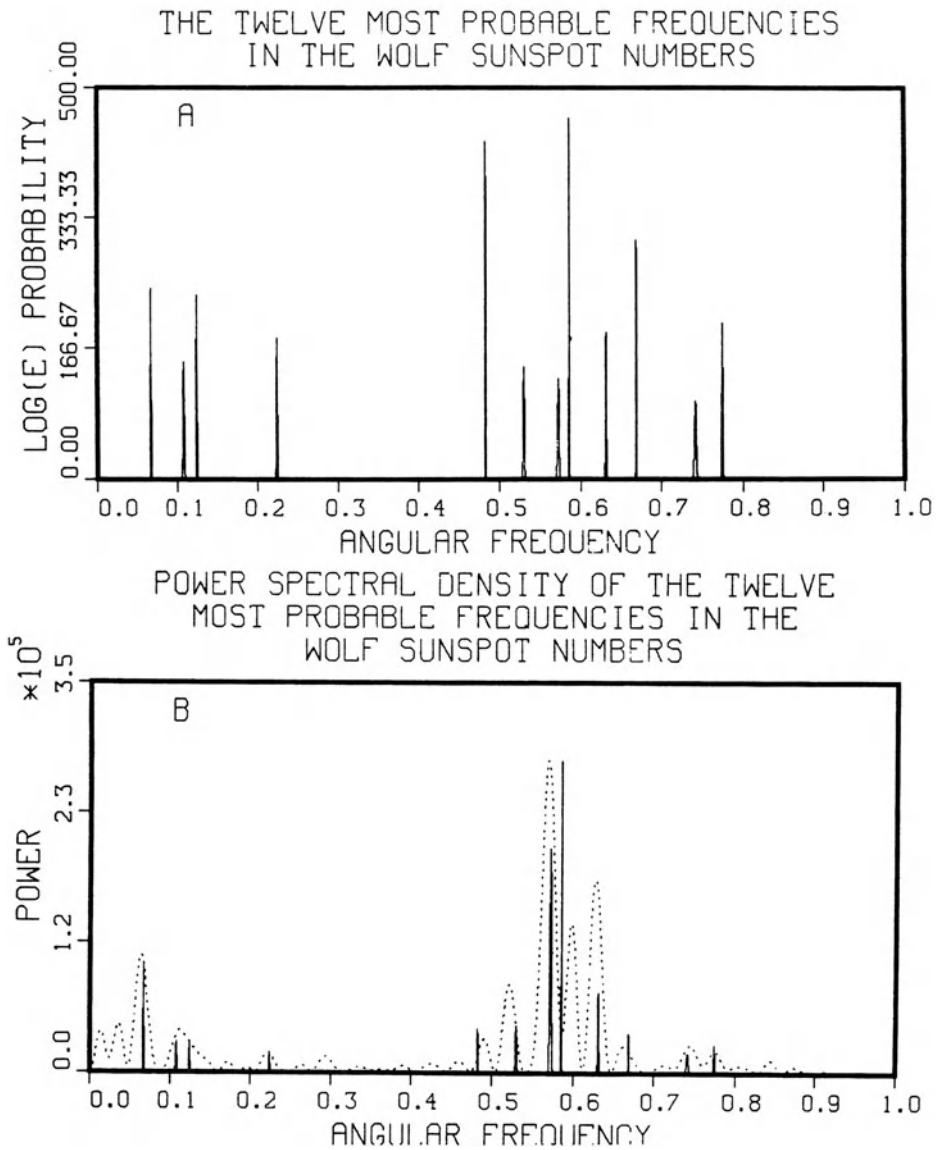 THE TWELVE MOST PROBABLE FREQUENCIES
IN THE WOLF SUNSPOT NUMBERS
A
LOG(E) PROBABILITY
500.00
333.33
166.67
0.00
0.0 0.1 0.2 0.3 0.4 0.5 0.6 0.7 0.8 0.9 1.0
ANGULAR FREQUENCY
POWER SPECTRAL DENSITY OF THE TWELVE
MOST PROBABLE FREQUENCIES IN THE
WOLF SUNSPOT NUMBERS
B
*10⁵
POWER
3.5
2.3
1.2
0.0
0.0 0.1 0.2 0.3 0.4 0.5 0.6 0.7 0.8 0.9 1.0
ANGULAR FREQUENCY